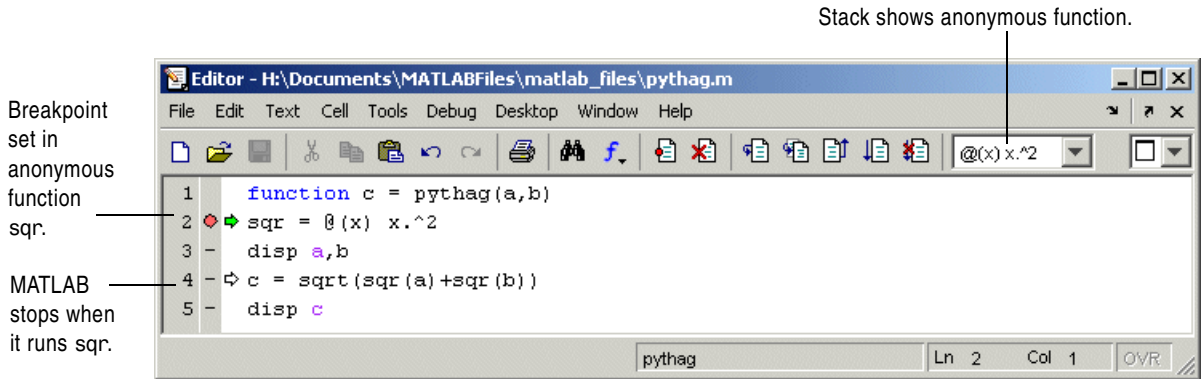 Stack shows anonymous function.
Editor - H:\Documents\MATLABFiles\matlab_files\pythag.m
File Edit Text Cell Tools Debug Desktop Window Help
@(x) x.^2
Breakpoint
set in
anonymous
function
sqr.
MATLAB
stops when
it runs sqr.
1 function c = pythag(a,b)
2 sqr = @(x) x.^2
3 - disp a,b
4 - c = sqrt(sqr(a)+sqr(b))
5 - disp c
pythag Ln 2 Col 1 OVR